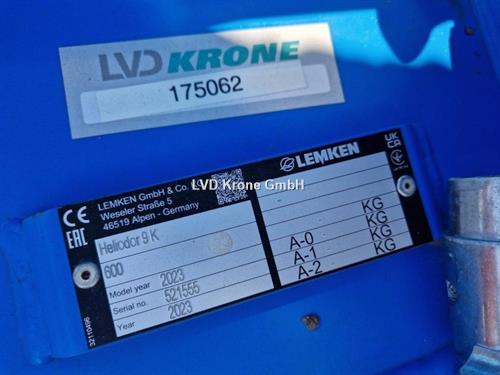 LVD KRONE
175062
LEMKEN GmbH & Co.
Weseler Straße 5
46519 Alpen - Germany
CE
EAC
LEMKEN
UK
CA
LVD Krone GmbH
Heliodor 9 K
600
Model year 2023
Serial no. 521555
Year 2023
KG
A-0 KG
A-1 KG
A-2 KG
32110496